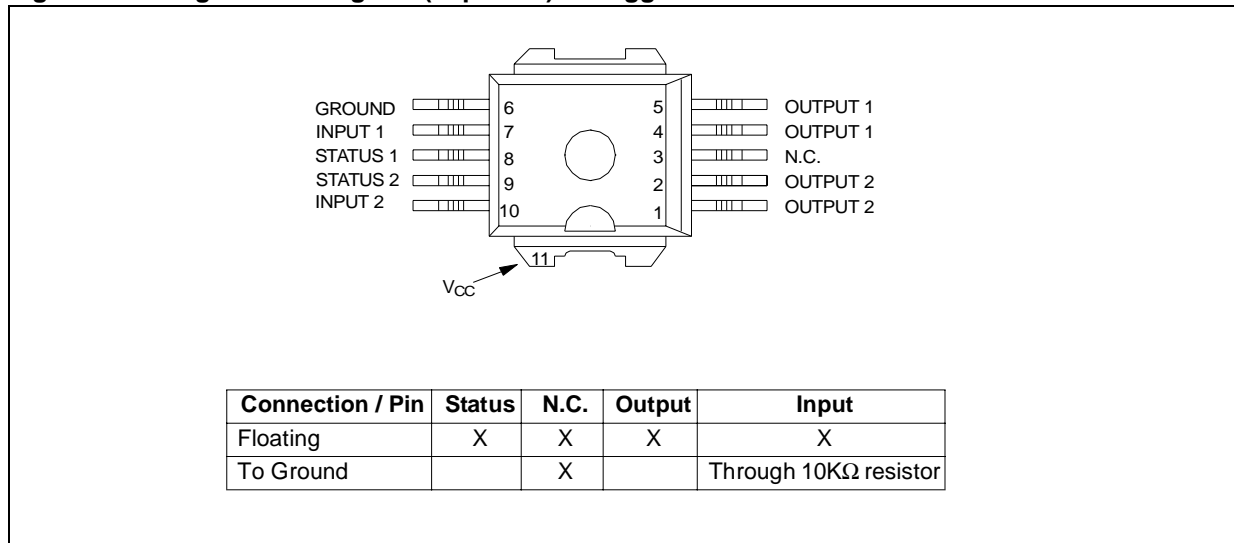 GROUND 6 5 OUTPUT 1
INPUT 1 7 4 OUTPUT 1
STATUS 1 8 3 N.C.
STATUS 2 9 2 OUTPUT 2
INPUT 2 10 1 OUTPUT 2
11
VCC
Connection / Pin Status N.C. Output Input
Floating X X X X
To Ground X Through 10KΩ resistor